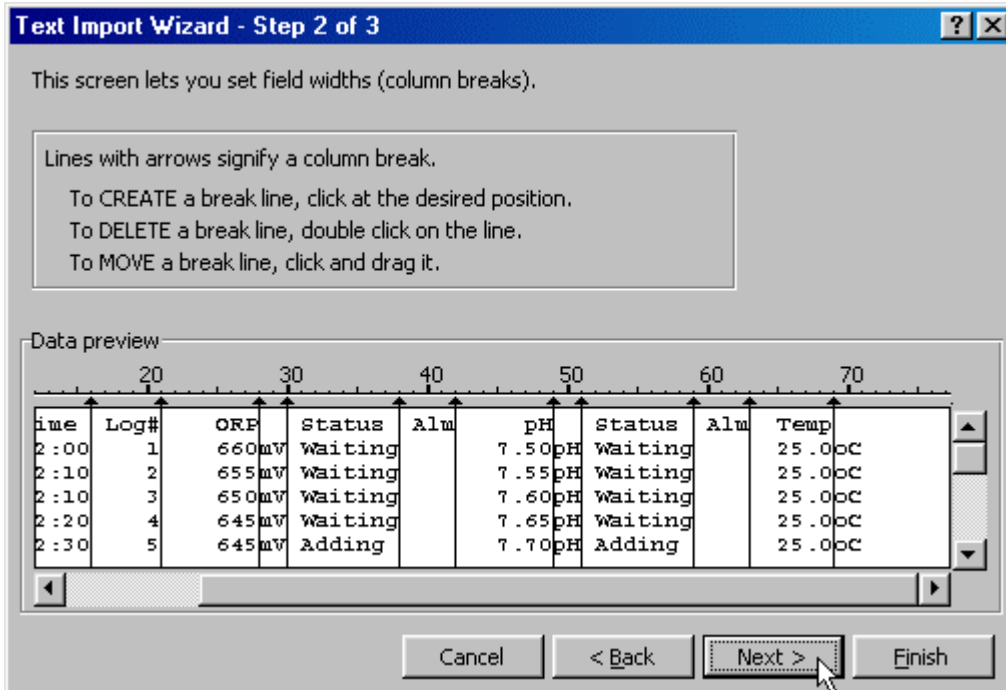 Text Import Wizard - Step 2 of 3
This screen lets you set field widths (column breaks).
Lines with arrows signify a column break.
To CREATE a break line, click at the desired position.
To DELETE a break line, double click on the line.
To MOVE a break line, click and drag it.
Data preview
20 30 40 50 60 70
ime Log# ORP Status Alm pH Status Alm Temp
2:00 1 660mV Waiting 7.50pH Waiting 25.0oC
2:10 2 655mV Waiting 7.55pH Waiting 25.0oC
2:10 3 650mV Waiting 7.60pH Waiting 25.0oC
2:20 4 645mV Waiting 7.65pH Waiting 25.0oC
2:30 5 645mV Adding 7.70pH Adding 25.0oC
Cancel < Back Next > Finish